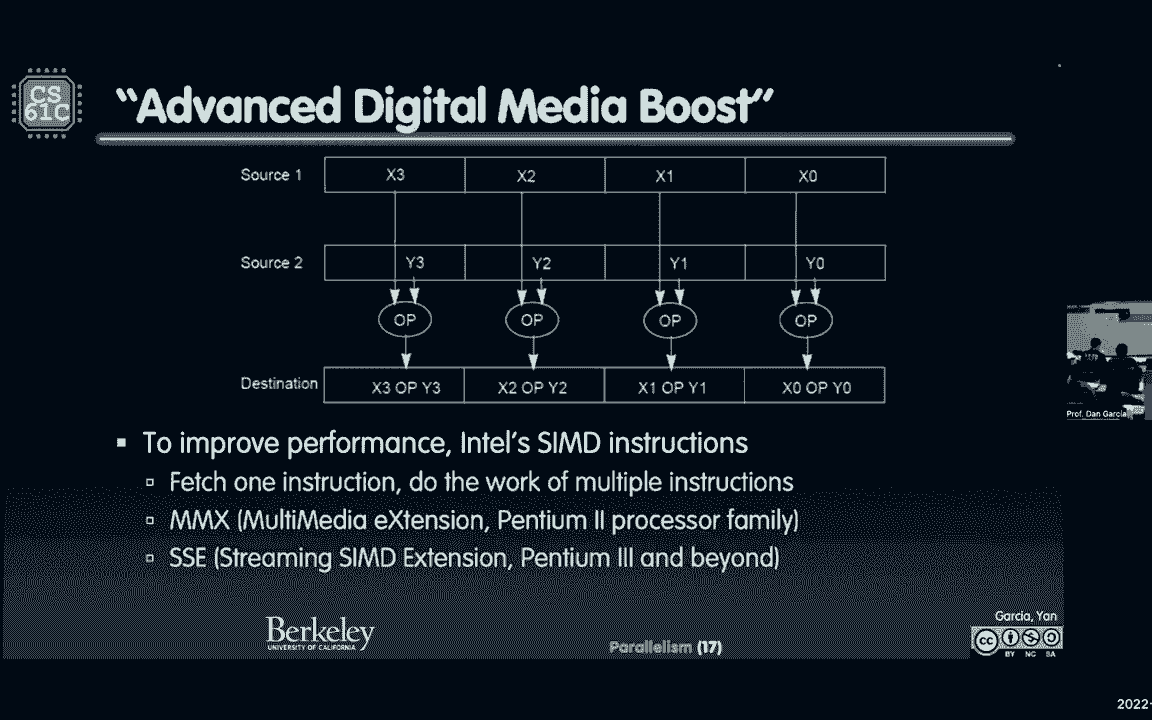 CS
61C
“Advanced Digital Media Boost”
Source 1 X3 X2 X1 X0
Source 2 Y3 Y2 Y1 Y0
OP OP OP OP
Destination X3 OP Y3 X2 OP Y2 X1 OP Y1 X0 OP Y0
Prof. Dan Garcia
▪ To improve performance, Intel’s SIMD instructions
▫ Fetch one instruction, do the work of multiple instructions
▫ MMX (MultiMedia eXtension, Pentium II processor family)
▫ SSE (Streaming SIMD Extension, Pentium III and beyond)
Berkeley
UNIVERSITY OF CALIFORNIA
Parallelism (17)
Garcia, Yan
cc
BY NC SA
2022-